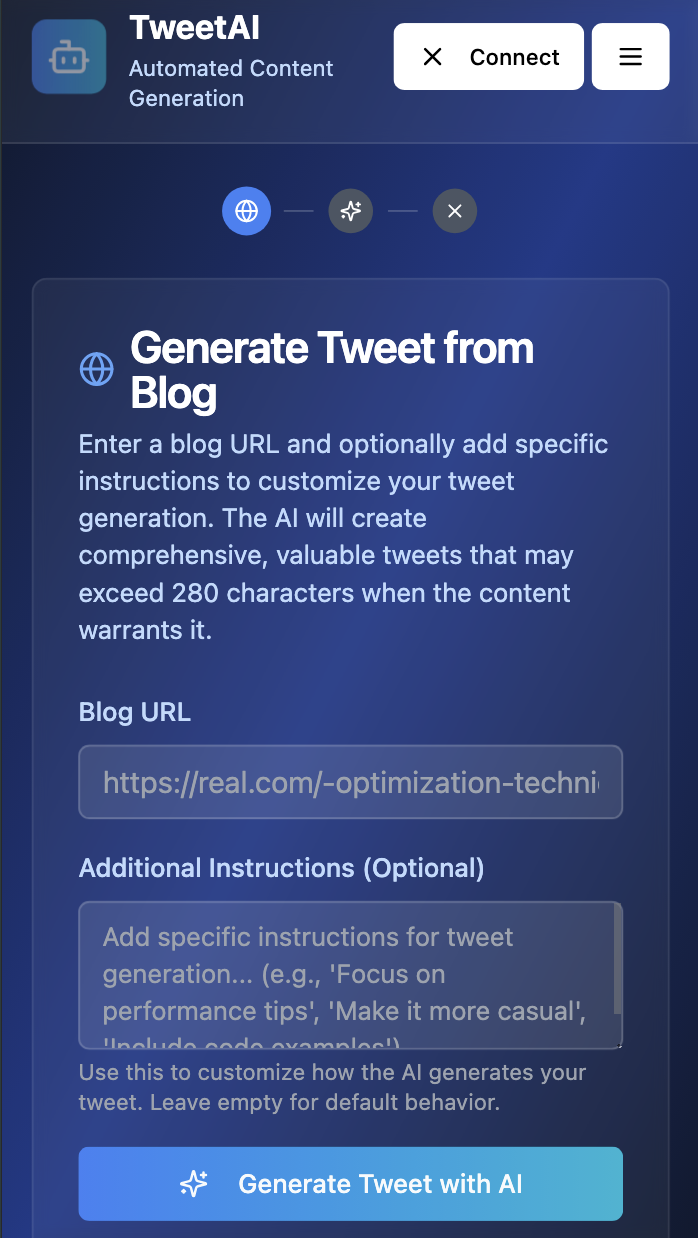 TweetAI
Automated Content
Generation
Connect
Generate Tweet from
Blog
Enter a blog URL and optionally add specific
instructions to customize your tweet
generation. The AI will create
comprehensive, valuable tweets that may
exceed 280 characters when the content
warrants it.
Blog URL
https://real.com/-optimization-techni
Additional Instructions (Optional)
Add specific instructions for tweet
generation... (e.g., 'Focus on
performance tips', 'Make it more casual',
'Include code examples')
Use this to customize how the AI generates your
tweet. Leave empty for default behavior.
Generate Tweet with AI